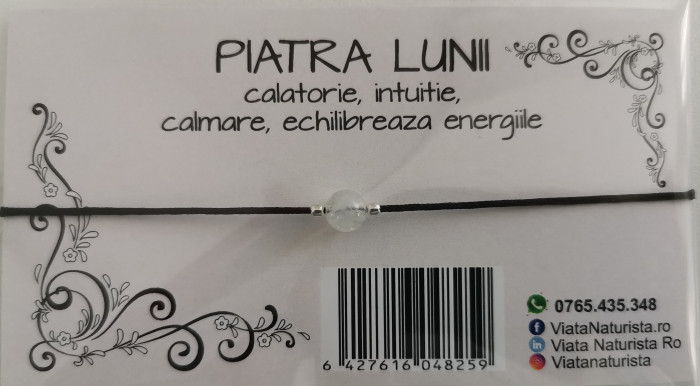 PIATRA LUNII
calatorie, intuitie,
calmare, echilibreaza energiile
6 427616 048259
0765.435.348
ViataNaturista.ro
Viata Naturista Ro
Viatanaturista